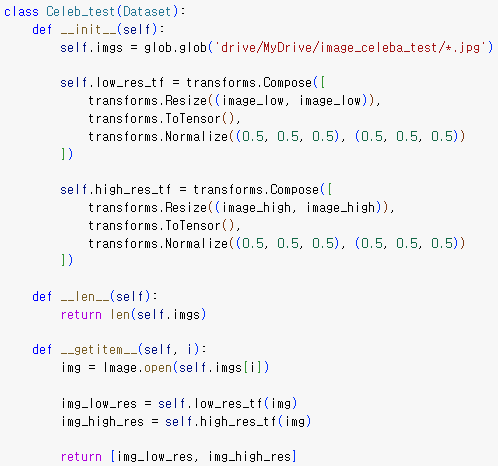 class Celeb_test(Dataset):
    def __init__(self):
        self.imgs = glob.glob('drive/MyDrive/image_celeba_test/*.jpg')

        self.low_res_tf = transforms.Compose([
            transforms.Resize((image_low, image_low)),
            transforms.ToTensor(),
            transforms.Normalize((0.5, 0.5, 0.5), (0.5, 0.5, 0.5))
        ])

        self.high_res_tf = transforms.Compose([
            transforms.Resize((image_high, image_high)),
            transforms.ToTensor(),
            transforms.Normalize((0.5, 0.5, 0.5), (0.5, 0.5, 0.5))
        ])

    def __len__(self):
        return len(self.imgs)

    def __getitem__(self, i):
        img = Image.open(self.imgs[i])

        img_low_res = self.low_res_tf(img)
        img_high_res = self.high_res_tf(img)

        return [img_low_res, img_high_res]